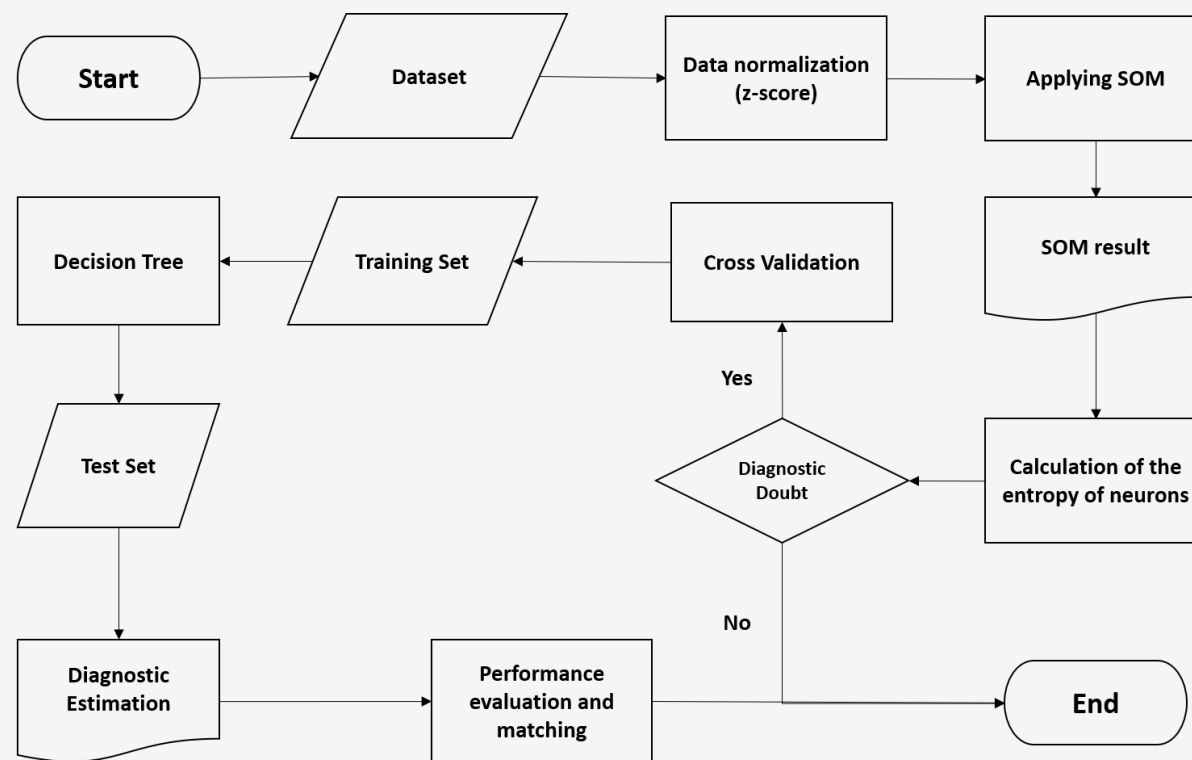 Start
Dataset
Data normalization
(z-score)
Applying SOM
Decision Tree
Training Set
Cross Validation
SOM result
Yes
Test Set
Diagnostic
Doubt
Calculation of the
entropy of neurons
No
Diagnostic
Estimation
Performance
evaluation and
matching
End